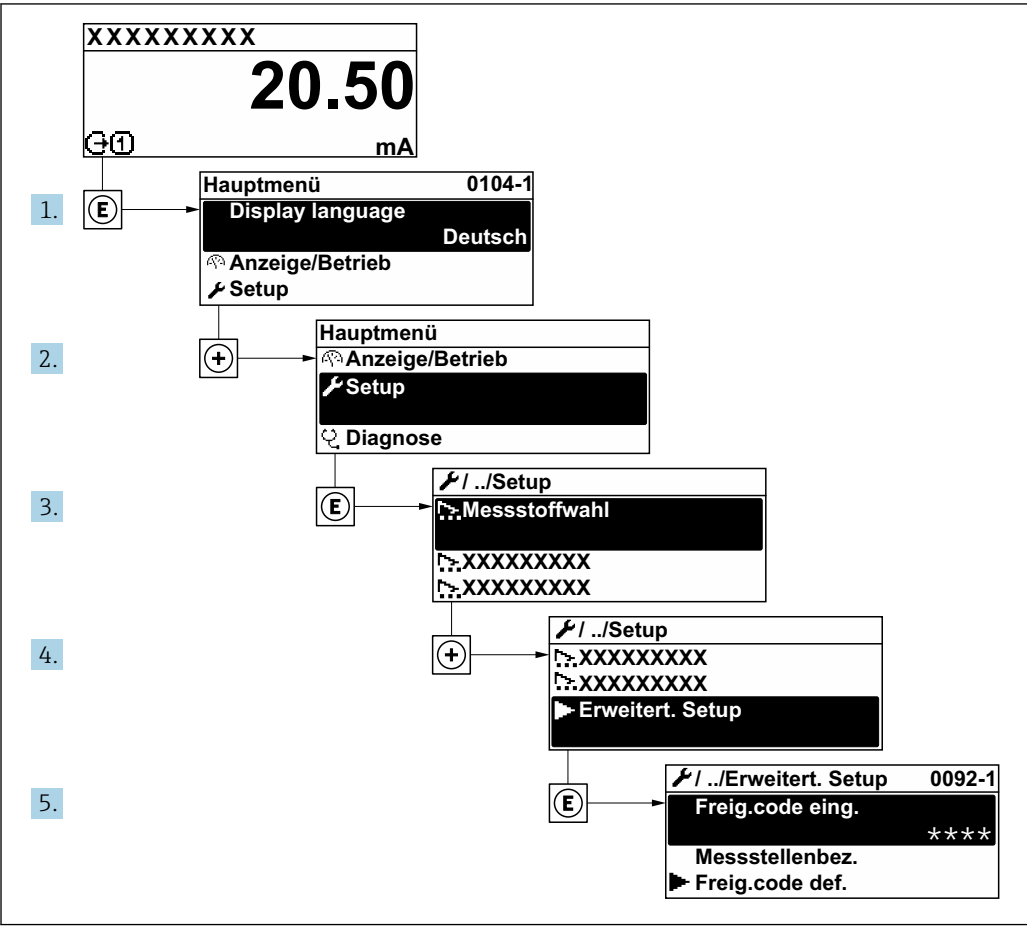 XXXXXXXXX
20.50
1 mA
1.
E
Hauptmenü 0104-1
Display language
Deutsch
Anzeige/Betrieb
Setup
2.
+
Hauptmenü
Anzeige/Betrieb
Setup
Diagnose
3.
E
/ ../Setup
Messstoffwahl
XXXXXXXXX
XXXXXXXXX
4.
+
/ ../Setup
XXXXXXXXX
XXXXXXXXX
Erweitert. Setup
5.
E
/ ../Erweitert. Setup 0092-1
Freig.code eing.
****
Messstellenbez.
Freig.code def.